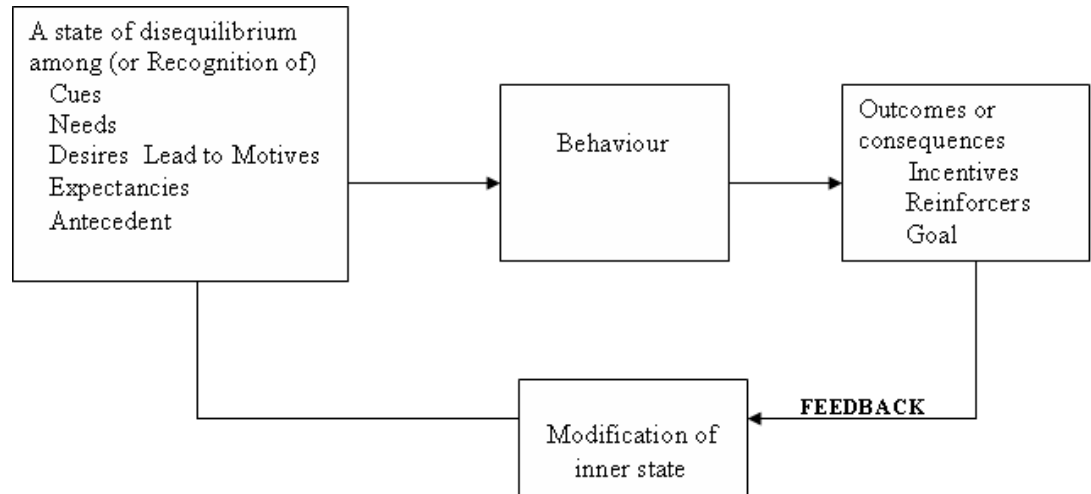 A state of disequilibrium
among (or Recognition of)
Cues
Needs
Desires Lead to Motives
Expectancies
Antecedent
Behaviour
Outcomes or
consequences
Incentives
Reinforcers
Goal
FEEDBACK
Modification of
inner state